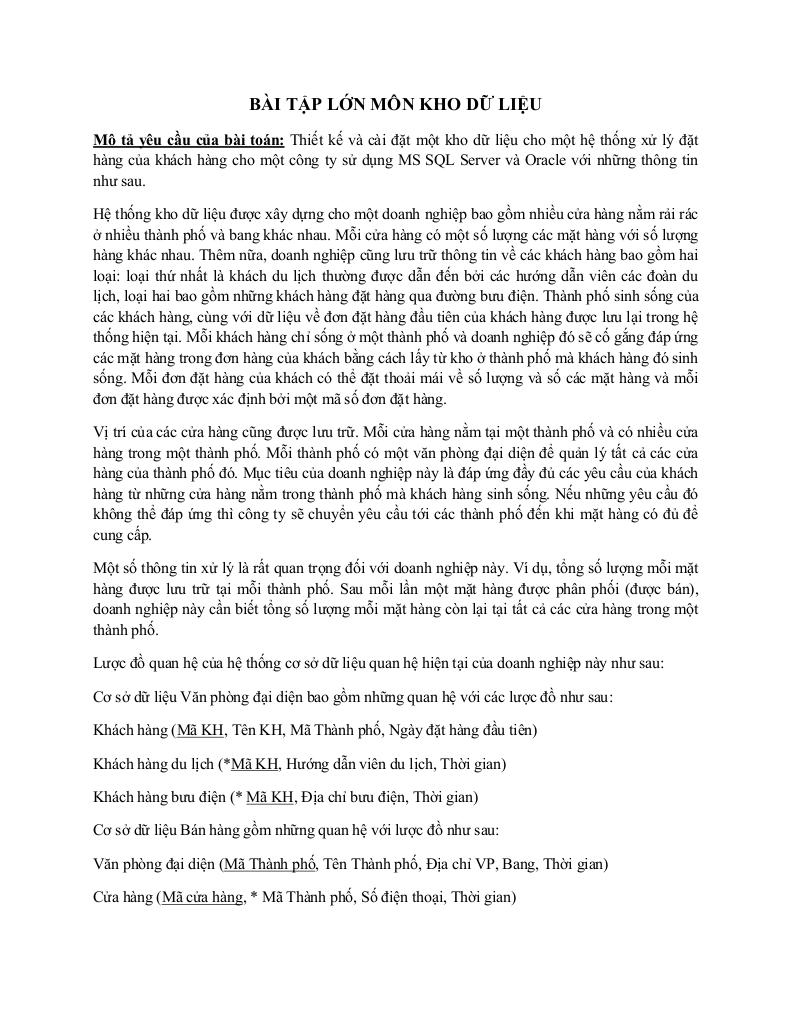 BÀI TẬP LỚN MÔN KHO DỮ LIỆU
Mô tả yêu cầu của bài toán: Thiết kế và cài đặt một kho dữ liệu cho một hệ thống xử lý đặt
hàng của khách hàng cho một công ty sử dụng MS SQL Server và Oracle với những thông tin
như sau.
Hệ thống kho dữ liệu được xây dựng cho một doanh nghiệp bao gồm nhiều cửa hàng nằm rải rác
ở nhiều thành phố và bang khác nhau. Mỗi cửa hàng có một số lượng các mặt hàng với số lượng
hàng khác nhau. Thêm nữa, doanh nghiệp cũng lưu trữ thông tin về các khách hàng bao gồm hai
loại: loại thứ nhất là khách du lịch thường được dẫn đến bởi các hướng dẫn viên các đoàn du
lịch, loại hai bao gồm những khách hàng đặt hàng qua đường bưu điện. Thành phố sinh sống của
các khách hàng, cùng với dữ liệu về đơn đặt hàng đầu tiên của khách hàng được lưu lại trong hệ
thống hiện tại. Mỗi khách hàng chỉ sống ở một thành phố và doanh nghiệp đó sẽ cố gắng đáp ứng
các mặt hàng trong đơn hàng của khách bằng cách lấy từ kho ở thành phố mà khách hàng đó sinh
sống. Mỗi đơn đặt hàng của khách có thể đặt thoải mái về số lượng và số các mặt hàng và mỗi
đơn đặt hàng được xác định bởi một mã số đơn đặt hàng.
Vị trí của các cửa hàng cũng được lưu trữ. Mỗi cửa hàng nằm tại một thành phố và có nhiều cửa
hàng trong một thành phố. Mỗi thành phố có một văn phòng đại diện để quản lý tất cả các cửa
hàng của thành phố đó. Mục tiêu của doanh nghiệp này là đáp ứng đầy đủ các yêu cầu của khách
hàng từ những cửa hàng nằm trong thành phố mà khách hàng sinh sống. Nếu những yêu cầu đó
không thể đáp ứng thì công ty sẽ chuyển yêu cầu tới các thành phố đến khi mặt hàng có đủ để
cung cấp.
Một số thông tin xử lý là rất quan trọng đối với doanh nghiệp này. Ví dụ, tổng số lượng mỗi mặt
hàng được lưu trữ tại mỗi thành phố. Sau mỗi lần một mặt hàng được phân phối (được bán),
doanh nghiệp này cần biết tổng số lượng mỗi mặt hàng còn lại tại tất cả các cửa hàng trong một
thành phố.
Lược đồ quan hệ của hệ thống cơ sở dữ liệu quan hệ hiện tại của doanh nghiệp này như sau:
Cơ sở dữ liệu Văn phòng đại diện bao gồm những quan hệ với các lược đồ như sau:
Khách hàng (Mã KH, Tên KH, Mã Thành phố, Ngày đặt hàng đầu tiên)
Khách hàng du lịch (*Mã KH, Hướng dẫn viên du lịch, Thời gian)
Khách hàng bưu điện (* Mã KH, Địa chỉ bưu điện, Thời gian)
Cơ sở dữ liệu Bán hàng gồm những quan hệ với lược đồ như sau:
Văn phòng đại diện (Mã Thành phố, Tên Thành phố, Địa chỉ VP, Bang, Thời gian)
Cửa hàng (Mã cửa hàng, * Mã Thành phố, Số điện thoại, Thời gian)